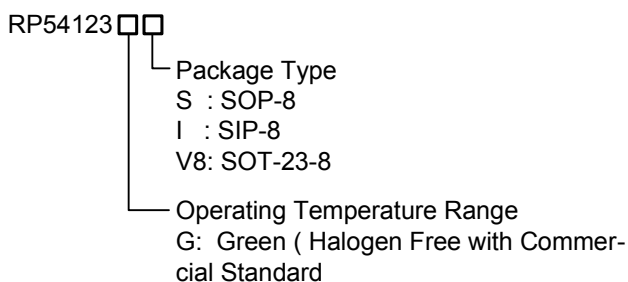 RP54123□□
Package Type
S : SOP-8
I : SIP-8
V8: SOT-23-8
Operating Temperature Range
G: Green ( Halogen Free with Commer-
cial Standard